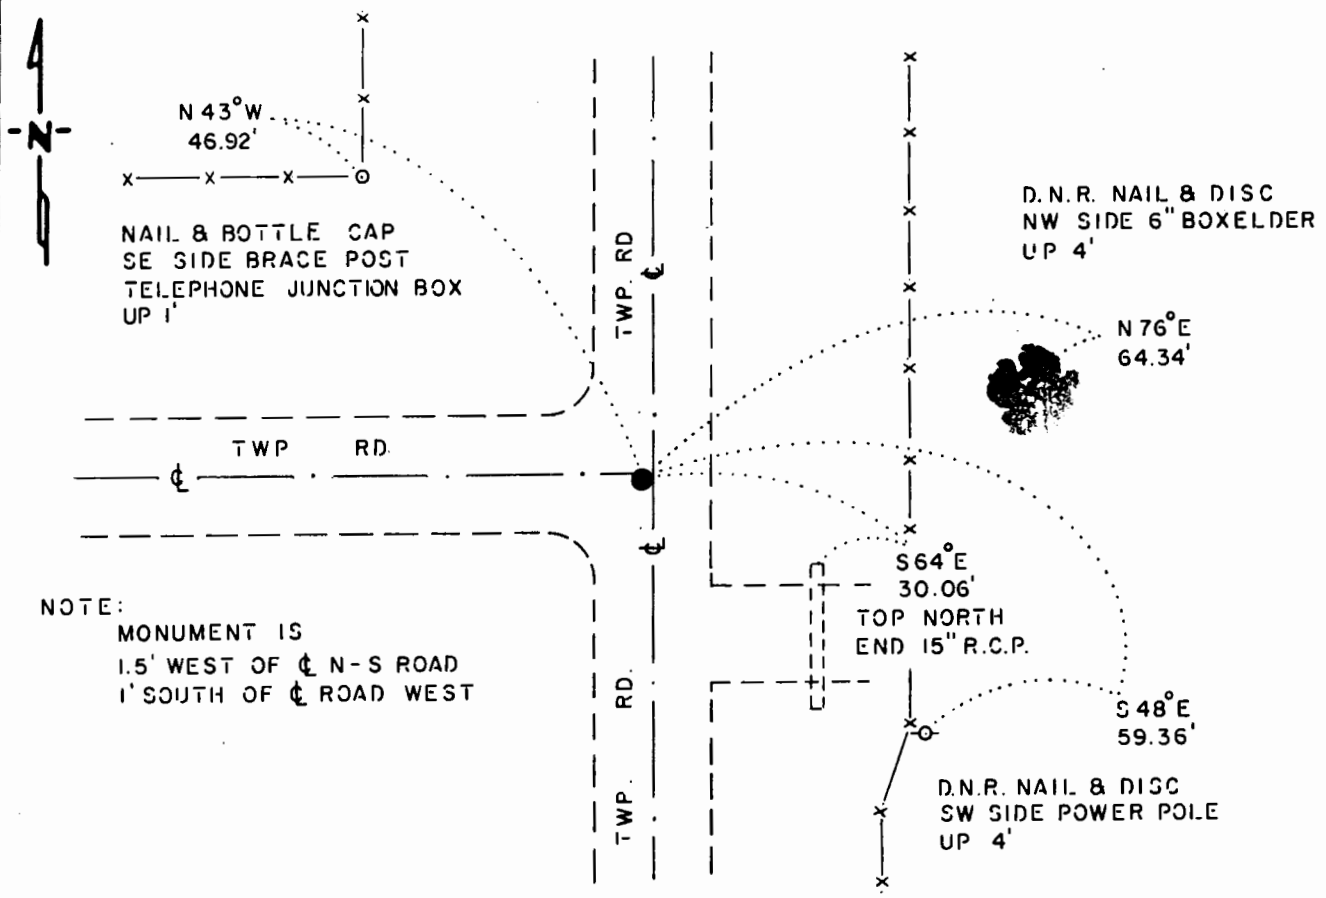 N
N 43° W
46.92'
NAIL & BOTTLE CAP
SE SIDE BRACE POST
TELEPHONE JUNCTION BOX
UP 1'
TWP. RD
℄
D.N.R. NAIL & DISC
NW SIDE 6" BOXELDER
UP 4'
N 76° E
64.34'
TWP RD.
℄
℄
S 64° E
30.06'
TOP NORTH
END 15" R.C.P.
NOTE:
MONUMENT IS
1.5' WEST OF ℄ N-S ROAD
1' SOUTH OF ℄ ROAD WEST
TWP. RD.
S 48° E
59.36'
D.N.R. NAIL & DISC
SW SIDE POWER POLE
UP 4'